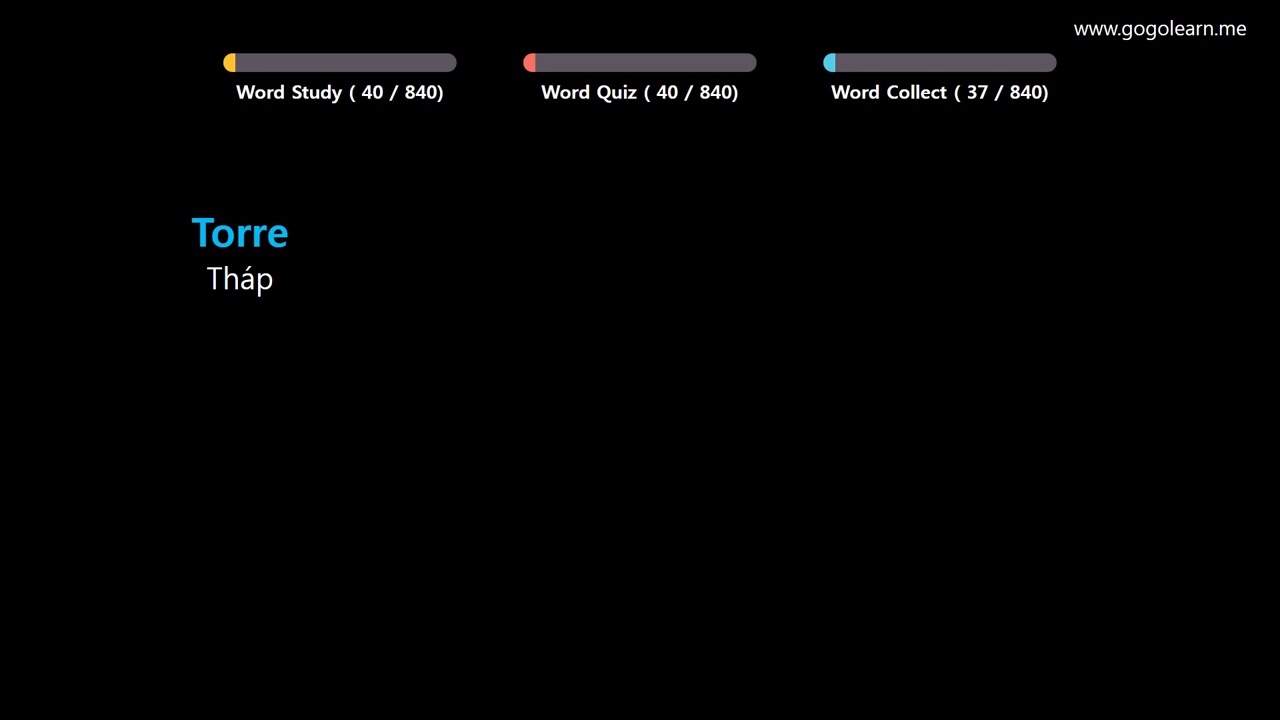 www.gogolearn.me
Word Study ( 40 / 840)
Word Quiz ( 40 / 840)
Word Collect ( 37 / 840)
Torre
Tháp